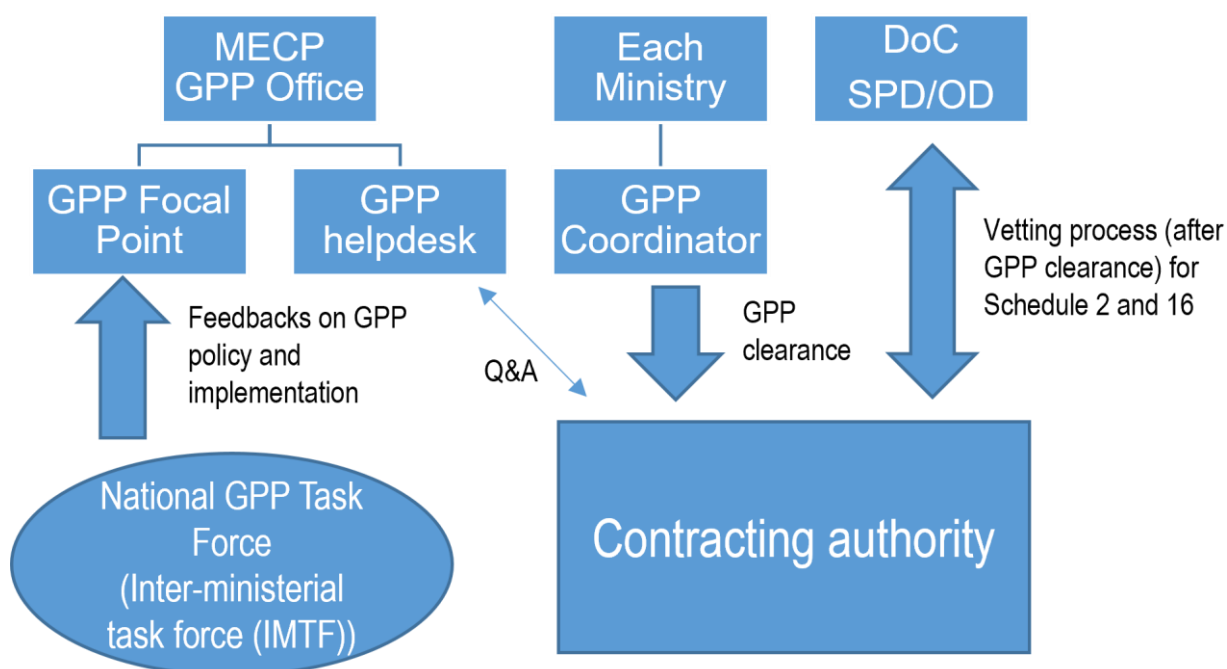 MECP
GPP Office
Each
Ministry
DoC
SPD/OD
GPP Focal
Point
GPP
helpdesk
GPP
Coordinator
Vetting process (after
GPP clearance) for
Schedule 2 and 16
Feedbacks on GPP
policy and
implementation
Q&A
GPP
clearance
National GPP Task
Force
(Inter-ministerial
task force (IMTF))
Contracting authority